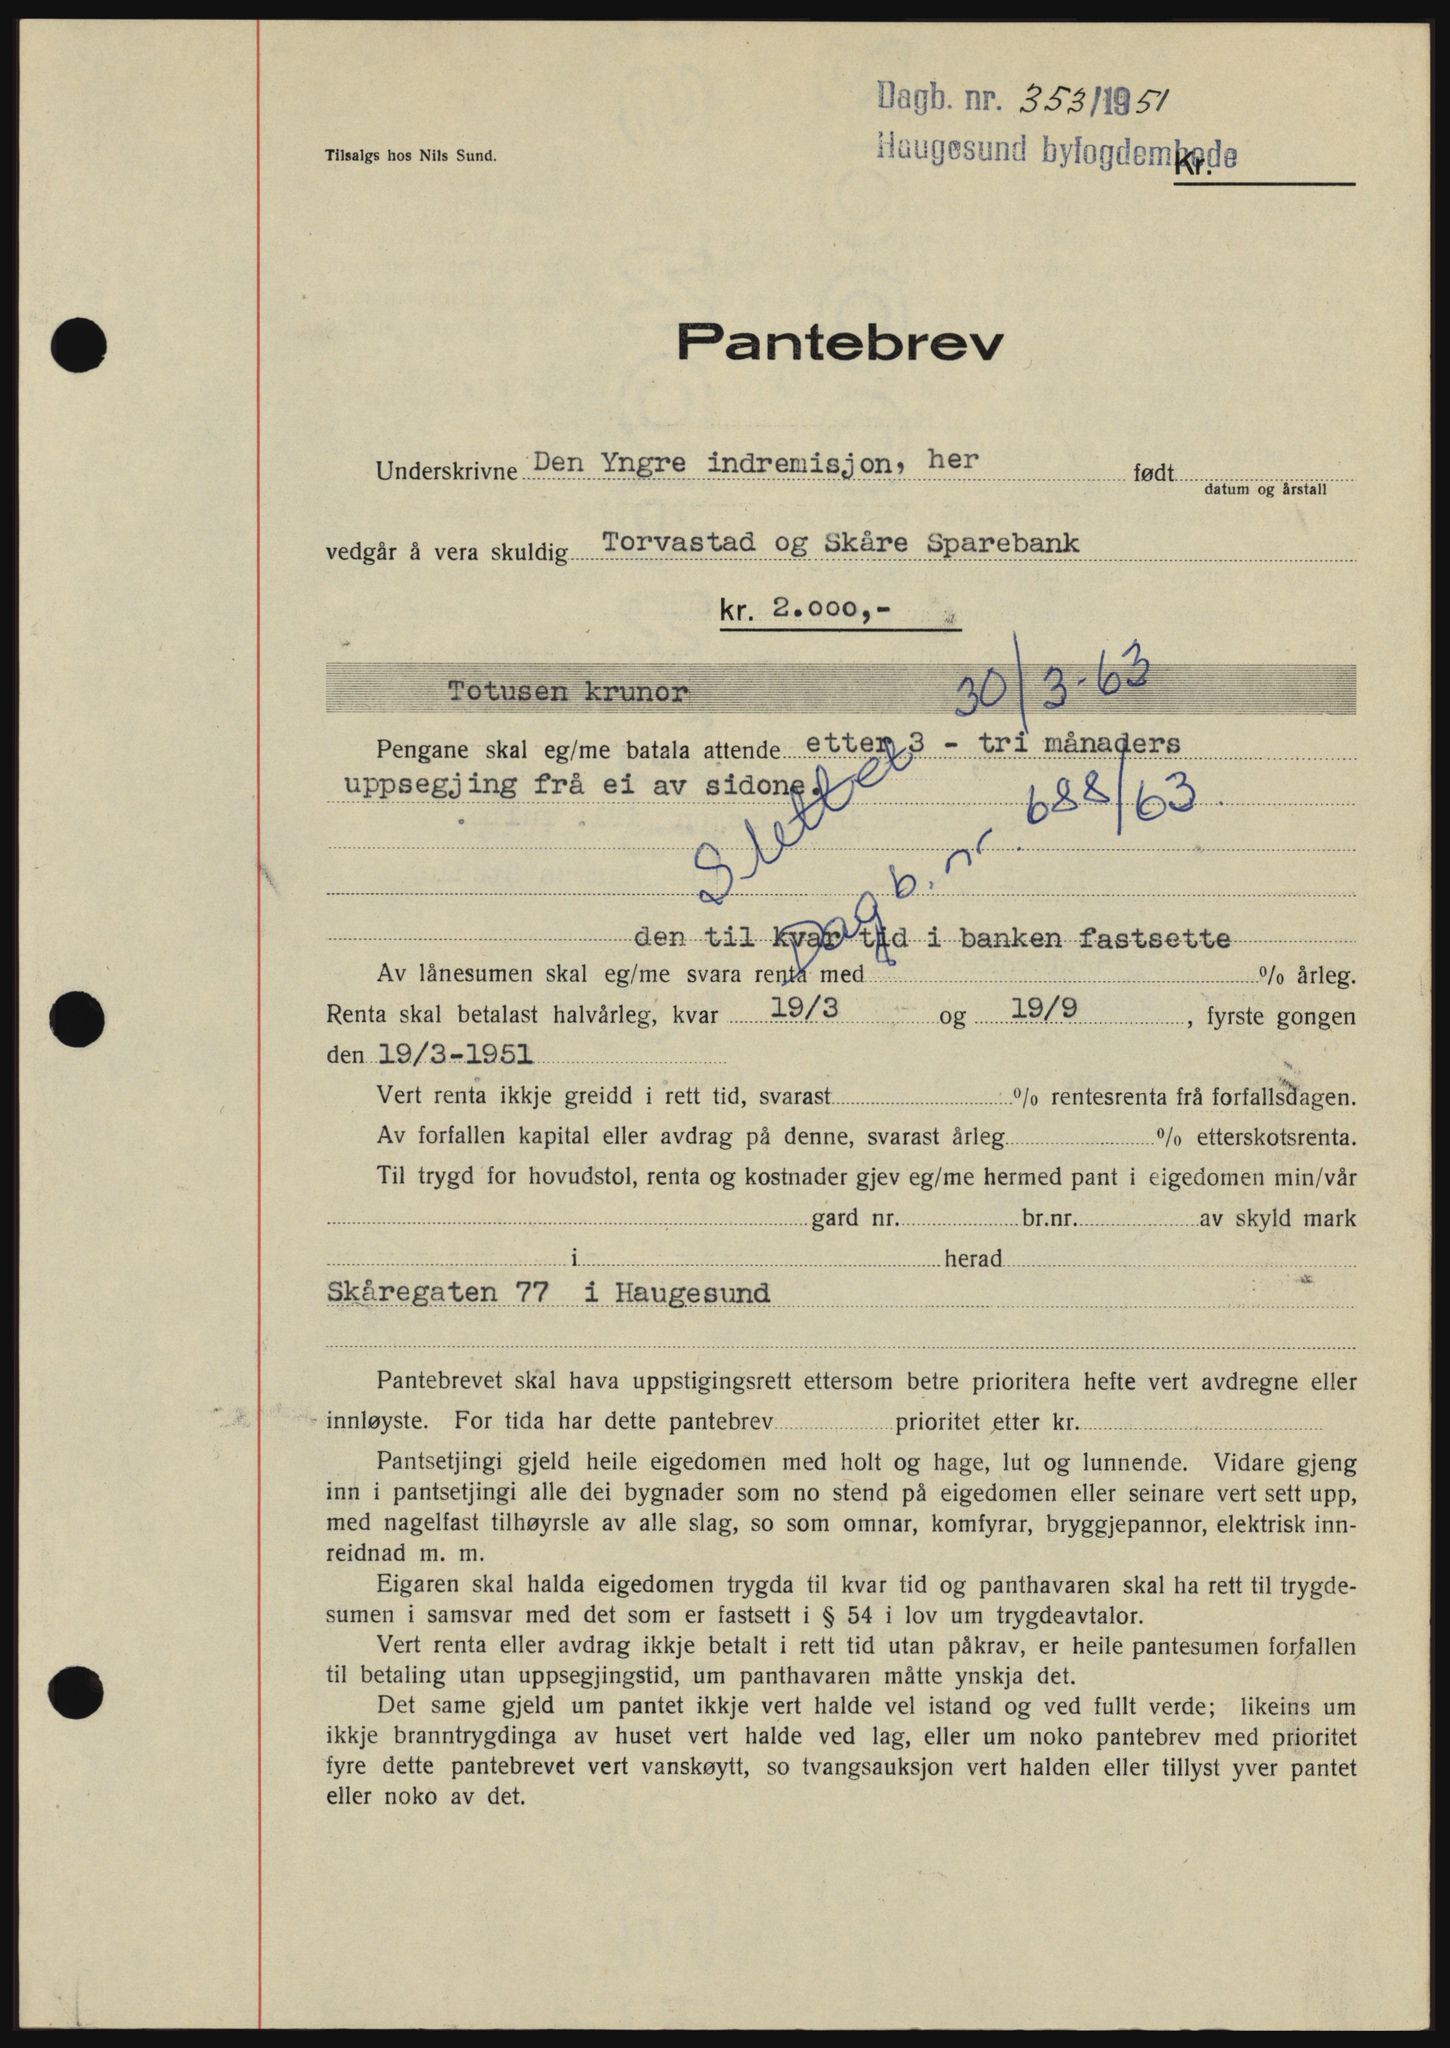 Dagb. nr. 353/1951
Haugesund byfogdembede
Tilsalgs hos Nils Sund.
Kr.
Pantebrev
Underskrivne Den Yngre indremisjon, her født
datum og årstall
vedgår å vera skuldig Torvastad og Skåre Sparebank
kr. 2.000,-
Totusen krunor
30/3-63
Pengane skal eg/me batala attende etter 3 - tri månaders
uppsegjing frå ei av sidone.
Slettet
Dagb. nr. 688/63.
den til kvar tid i banken fastsette
Av lånesumen skal eg/me svara renta med % årleg.
Renta skal betalast halvårleg, kvar 19/3 og 19/9 , fyrste gongen
den 19/3-1951
Vert renta ikkje greidd i rett tid, svarast % rentesrenta frå forfallsdagen.
Av forfallen kapital eller avdrag på denne, svarast årleg % etterskotsrenta.
Til trygd for hovudstol, renta og kostnader gjev eg/me hermed pant i eigedomen min/vår
gard nr. br.nr. av skyld mark
i herad
Skåregaten 77 i Haugesund
Pantebrevet skal hava uppstigingsrett ettersom betre prioritera hefte vert avdregne eller
innløyste. For tida har dette pantebrev prioritet etter kr.
Pantsetjingi gjeld heile eigedomen med holt og hage, lut og lunnende. Vidare gjeng
inn i pantsetjingi alle dei bygnader som no stend på eigedomen eller seinare vert sett upp,
med nagelfast tilhøyrsle av alle slag, so som omnar, komfyrar, bryggjepannor, elektrisk inn-
reidnad m. m.
Eigaren skal halda eigedomen trygda til kvar tid og panthavaren skal ha rett til trygde-
sumen i samsvar med det som er fastsett i § 54 i lov um trygdeavtalor.
Vert renta eller avdrag ikkje betalt i rett tid utan påkrav, er heile pantesumen forfallen
til betaling utan uppsegjingstid, um panthavaren måtte ynskja det.
Det same gjeld um pantet ikkje vert halde vel istand og ved fullt verde; likeins um
ikkje branntrygdinga av huset vert halde ved lag, eller um noko pantebrev med prioritet
fyre dette pantebrevet vert vanskøytt, so tvangsauksjon vert halden eller tillyst yver pantet
eller noko av det.